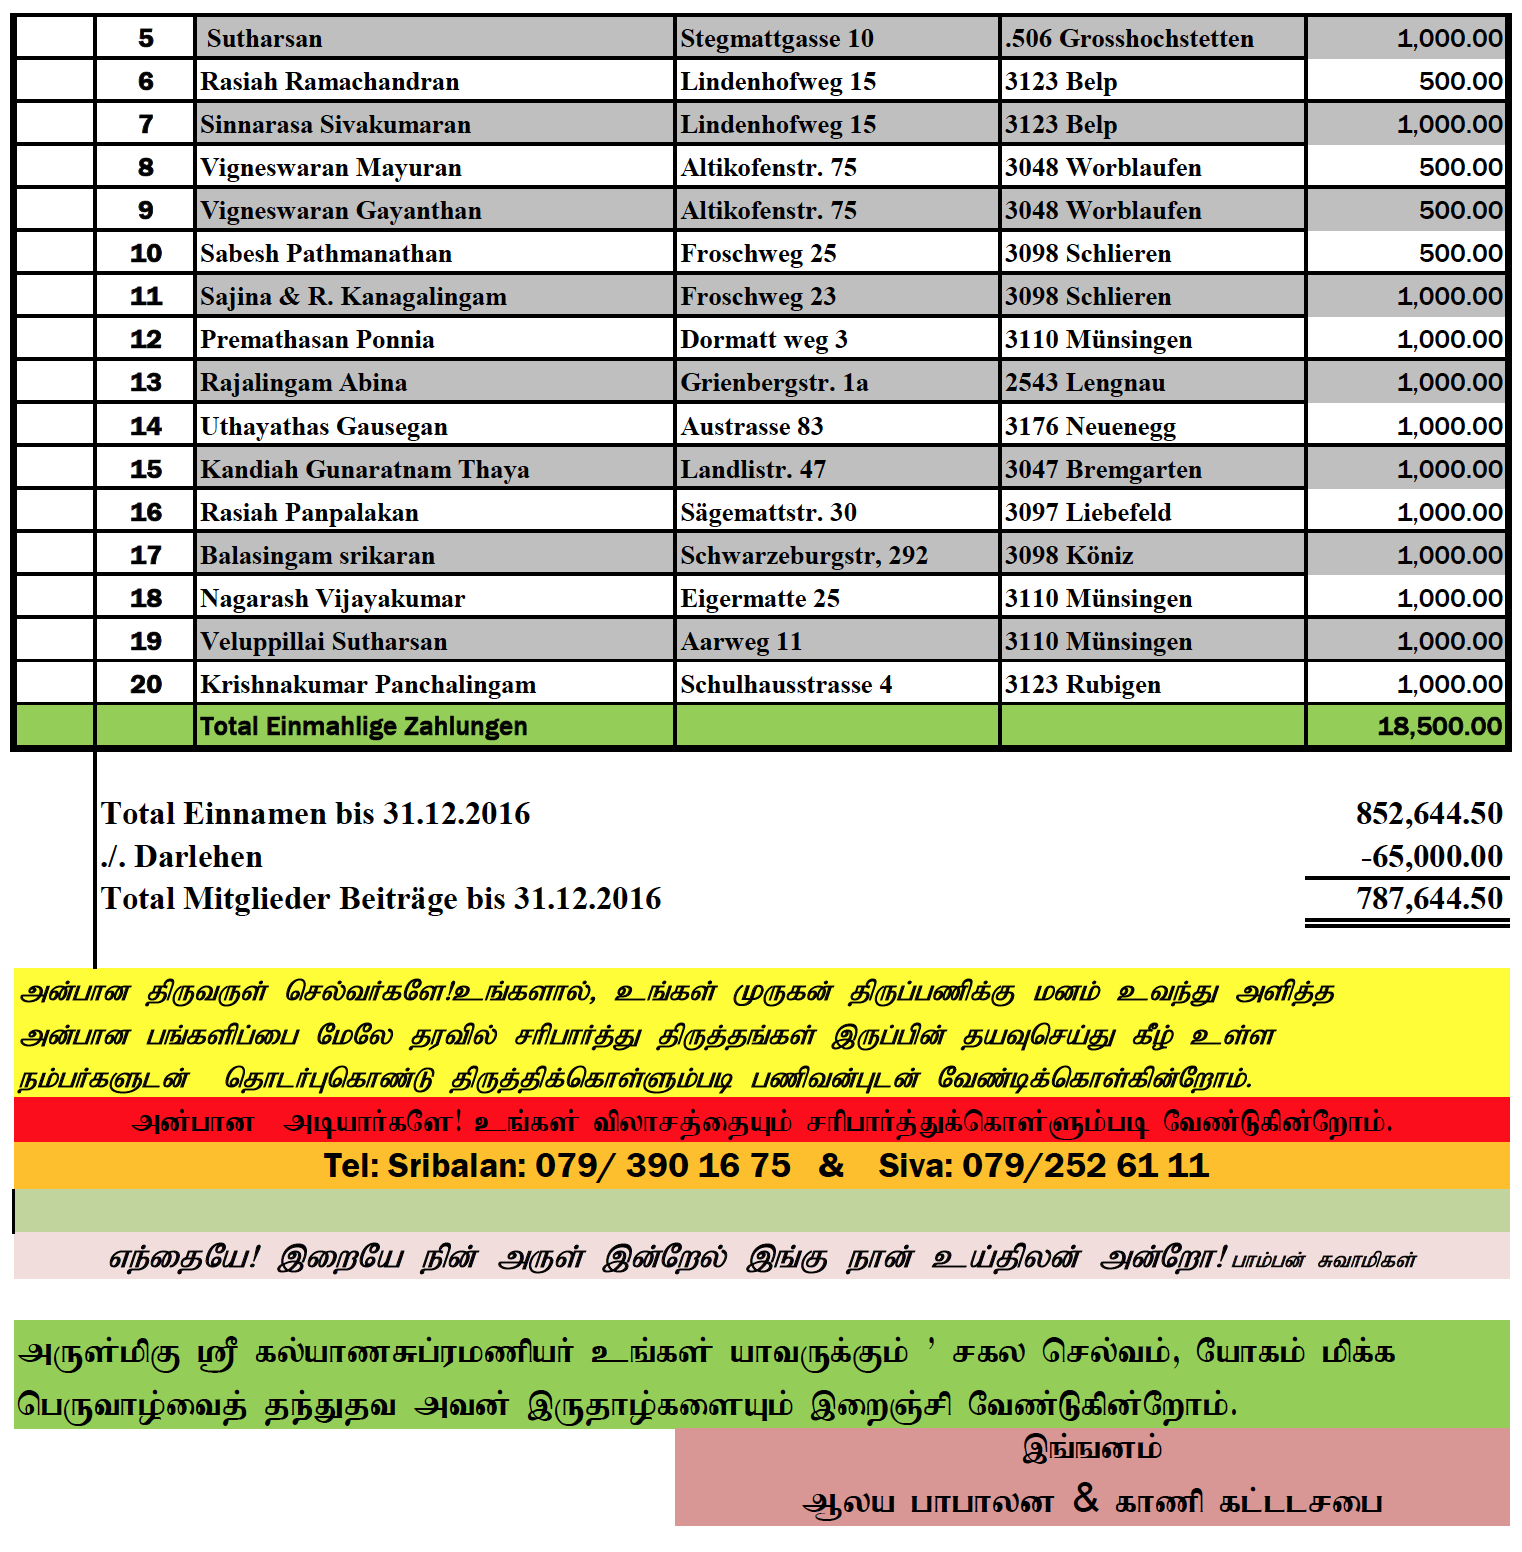 5 Sutharsan Stegmattgasse 10 .506 Grosshochstetten 1,000.00
6 Rasiah Ramachandran Lindenhofweg 15 3123 Belp 500.00
7 Sinnarasa Sivakumaran Lindenhofweg 15 3123 Belp 1,000.00
8 Vigneswaran Mayuran Altikofenstr. 75 3048 Worblaufen 500.00
9 Vigneswaran Gayanthan Altikofenstr. 75 3048 Worblaufen 500.00
10 Sabesh Pathmanathan Froschweg 25 3098 Schlieren 500.00
11 Sajina & R. Kanagalingam Froschweg 23 3098 Schlieren 1,000.00
12 Premathasan Ponnia Dormatt weg 3 3110 Münsingen 1,000.00
13 Rajalingam Abina Grienbergstr. 1a 2543 Lengnau 1,000.00
14 Uthayathas Gausegan Austrasse 83 3176 Neuenegg 1,000.00
15 Kandiah Gunaratnam Thaya Landlistr. 47 3047 Bremgarten 1,000.00
16 Rasiah Panpalakan Sägemattstr. 30 3097 Liebefeld 1,000.00
17 Balasingam srikaran Schwarzeburgstr, 292 3098 Köniz 1,000.00
18 Nagarash Vijayakumar Eigermatte 25 3110 Münsingen 1,000.00
19 Veluppillai Sutharsan Aarweg 11 3110 Münsingen 1,000.00
20 Krishnakumar Panchalingam Schulhausstrasse 4 3123 Rubigen 1,000.00
Total Einmahlige Zahlungen 18,500.00
Total Einnamen bis 31.12.2016 852,644.50
./. Darlehen -65,000.00
Total Mitglieder Beiträge bis 31.12.2016 787,644.50
அன்பான திருவருள் செல்வர்களே!உங்களால், உங்கள் முருகன் திருப்பணிக்கு மனம் உவந்து அளித்த
அன்பான பங்களிப்பை மேலே தரவில் சரிபார்த்து திருத்தங்கள் இருப்பின் தயவுசெய்து கீழ் உள்ள
நம்பர்களுடன் தொடர்புகொண்டு திருத்திக்கொள்ளும்படி பணிவன்புடன் வேண்டிக்கொள்கின்றோம்.
அன்பான அடியார்களே! உங்கள் விலாசத்தையும் சரிபார்த்துக்கொள்ளும்படி வேண்டுகின்றோம்.
Tel: Sribalan: 079/ 390 16 75 & Siva: 079/252 61 11
எந்தையே! இறையே நின் அருள் இன்றேல் இங்கு நான் உய்திலன் அன்றோ! பாம்பன் சுவாமிகள்
அருள்மிகு ஸ்ரீ கல்யாணசுப்ரமணியர் உங்கள் யாவருக்கும் ’ சகல செல்வம், யோகம் மிக்க
பெருவாழ்வைத் தந்துதவ அவன் இருதாழ்களையும் இறைஞ்சி வேண்டுகின்றோம்.
இங்ஙனம்
ஆலய பாபாலன & காணி கட்டடசபை